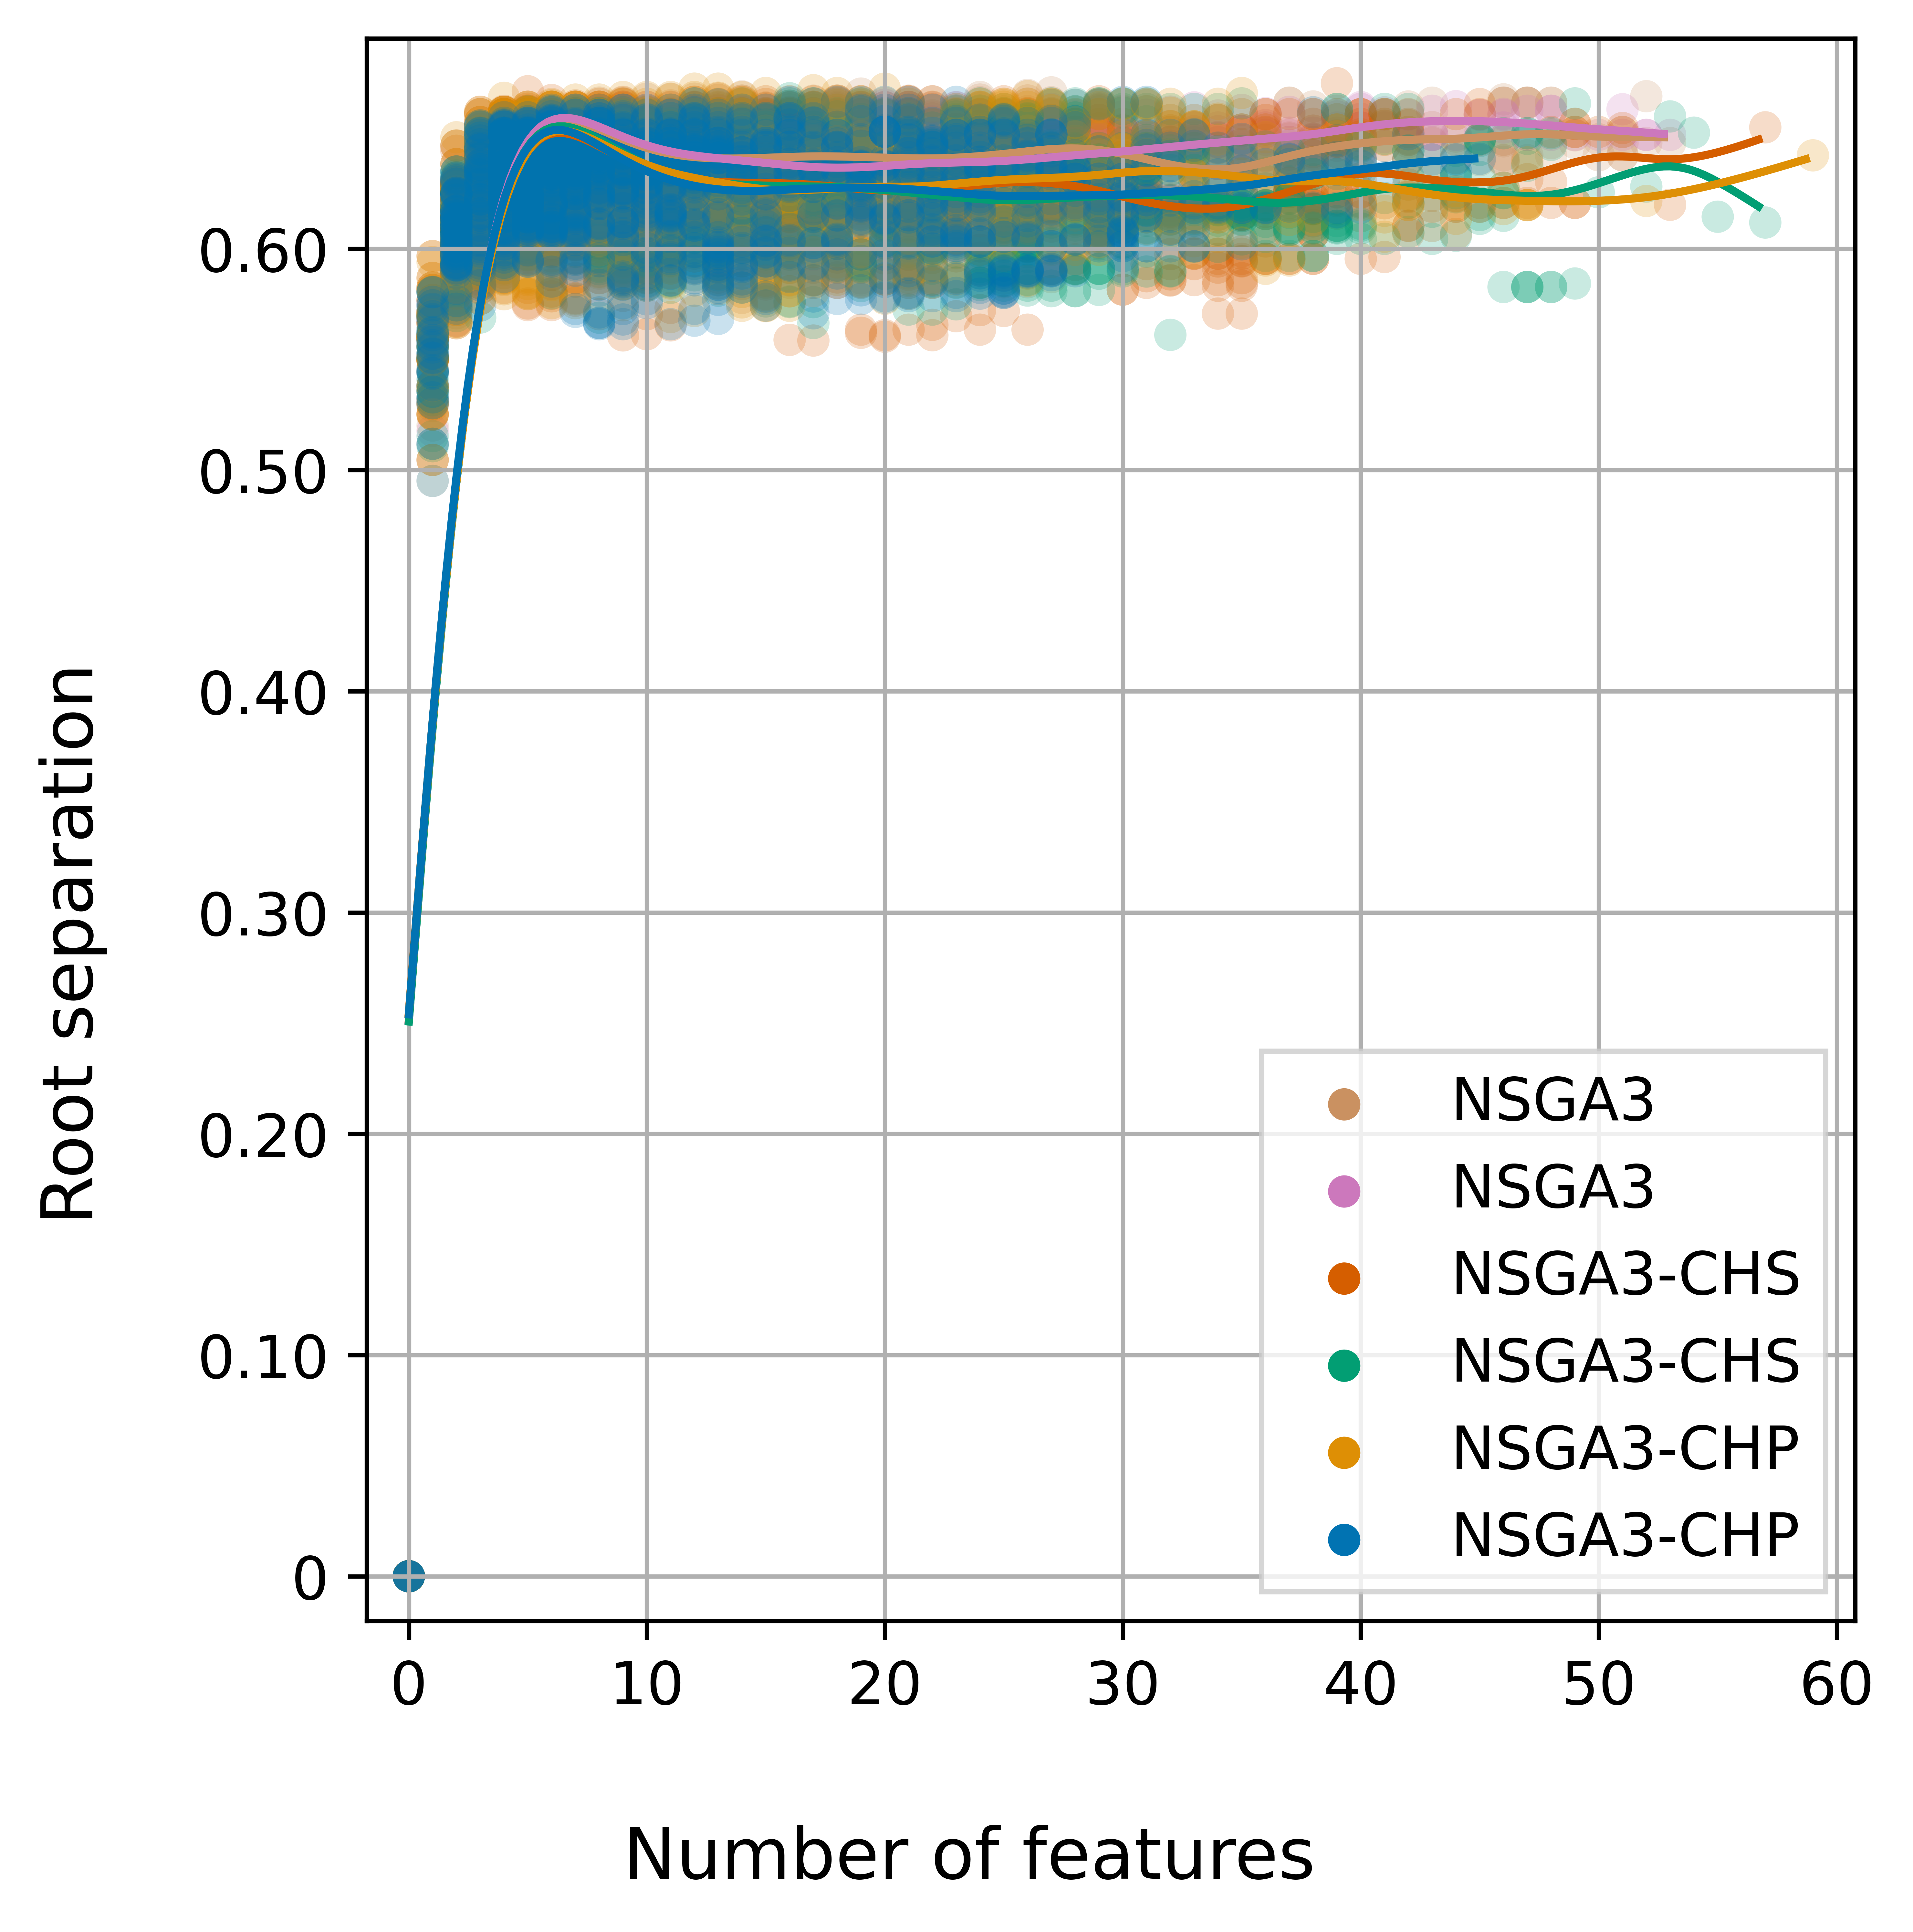 Root separation
0.60
0.50
0.40
0.30
0.20
0.10
0
NSGA3
NSGA3
NSGA3-CHS
NSGA3-CHS
NSGA3-CHP
NSGA3-CHP
0 10 20 30 40 50 60
Number of features